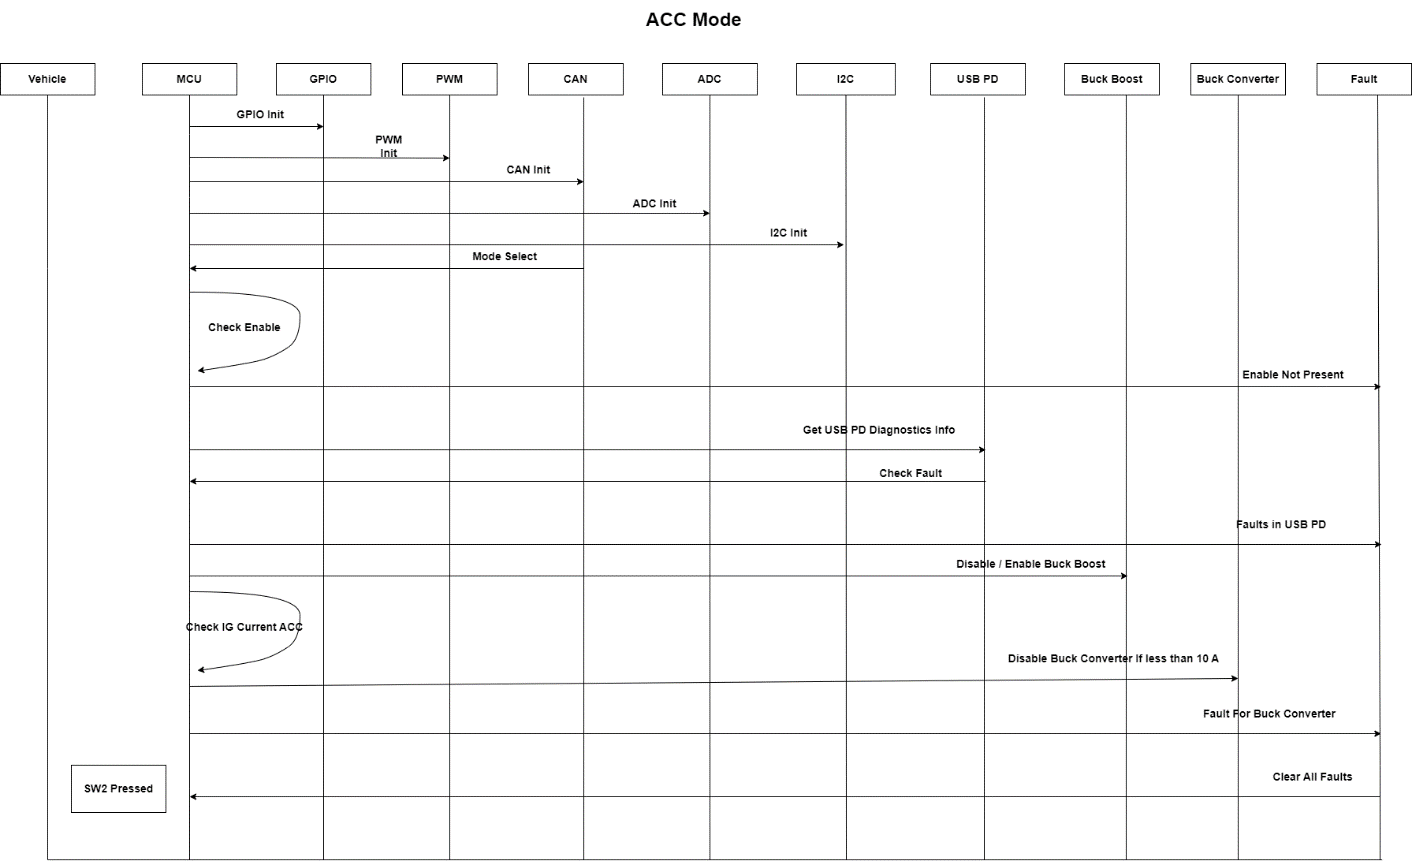 ACC Mode
Vehicle
MCU
GPIO
PWM
CAN
ADC
I2C
USB PD
Buck Boost
Buck Converter
Fault
GPIO Init
PWM
Init
CAN Init
ADC Init
I2C Init
Mode Select
Check Enable
Enable Not Present
Get USB PD Diagnostics Info
Check Fault
Faults in USB PD
Disable / Enable Buck Boost
Check IG Current ACC
Disable Buck Converter If less than 10 A
Fault For Buck Converter
Clear All Faults
SW2 Pressed